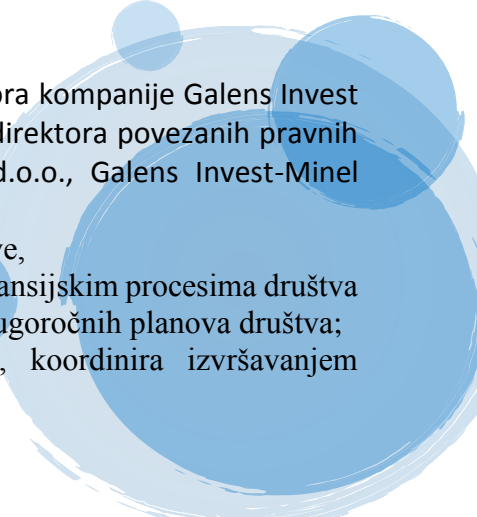 ora kompanije Galens Invest
direktora povezanih pravnih
d.o.o., Galens Invest-Minel
ve,
ansijskim procesima društva
ugoročnih planova društva;
, koordinira izvršavanjem